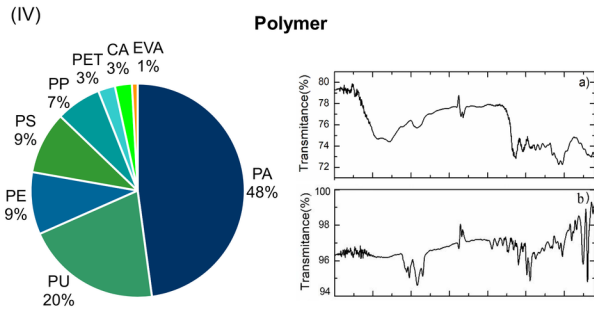 (IV)
Polymer
PA
48%
PU
20%
PE
9%
PS
9%
PP
7%
PET
3%
CA
3%
EVA
1%
a)
Transmitance(%)
80
78
76
74
72
b)
Transmitance(%)
100
98
96
94